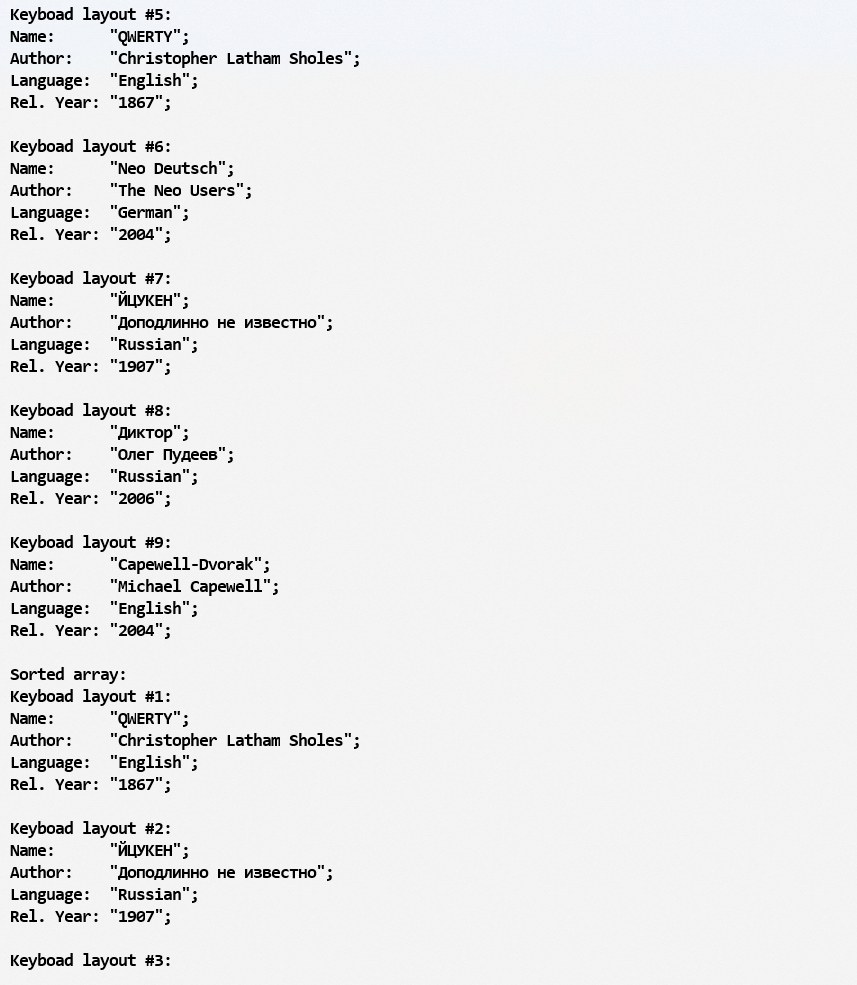 Keyboad layout #5:
Name:      "QWERTY";
Author:    "Christopher Latham Sholes";
Language:  "English";
Rel. Year: "1867";
Keyboad layout #6:
Name:      "Neo Deutsch";
Author:    "The Neo Users";
Language:  "German";
Rel. Year: "2004";
Keyboad layout #7:
Name:      "ЙЦУКЕН";
Author:    "Доподлинно не известно";
Language:  "Russian";
Rel. Year: "1907";
Keyboad layout #8:
Name:      "Диктор";
Author:    "Олег Пудеев";
Language:  "Russian";
Rel. Year: "2006";
Keyboad layout #9:
Name:      "Capewell-Dvorak";
Author:    "Michael Capewell";
Language:  "English";
Rel. Year: "2004";
Sorted array:
Keyboad layout #1:
Name:      "QWERTY";
Author:    "Christopher Latham Sholes";
Language:  "English";
Rel. Year: "1867";
Keyboad layout #2:
Name:      "ЙЦУКЕН";
Author:    "Доподлинно не известно";
Language:  "Russian";
Rel. Year: "1907";
Keyboad layout #3: